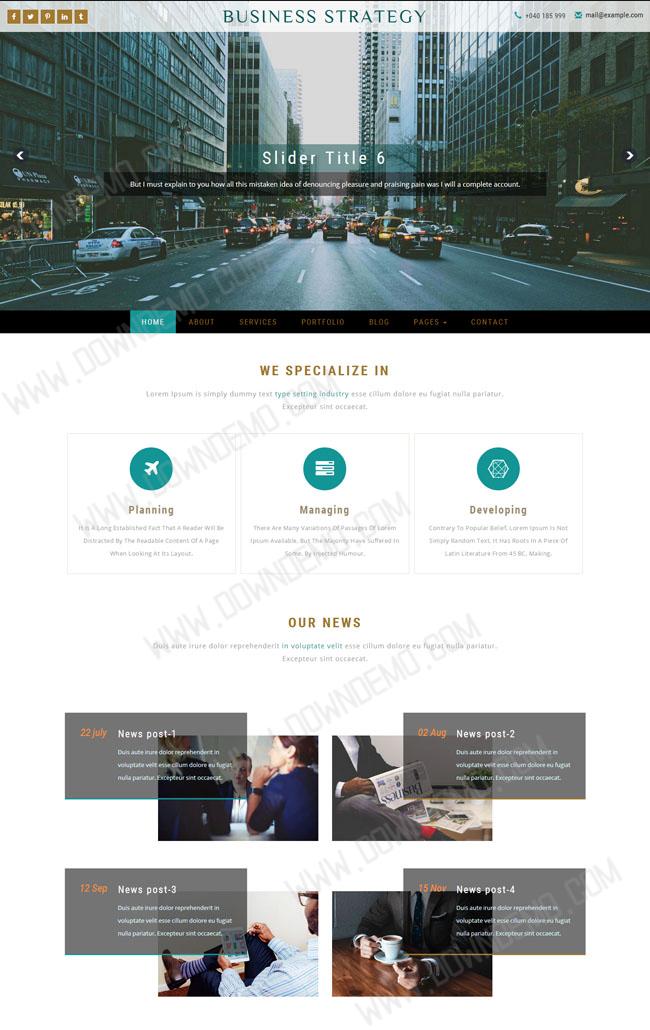 BUSINESS STRATEGY
+040 185 999
mail@example.com
Slider Title 6
But I must explain to you how all this mistaken idea of denouncing pleasure and praising pain was I will a complete account.
HOME ABOUT SERVICES PORTFOLIO BLOG PAGES CONTACT
WE SPECIALIZE IN
Lorem Ipsum is simply dummy text type setting industry esse cillum dolore eu fugiat nulla pariatur.
Excepteur sint occaecat.
Planning
It Is A Long Established Fact That A Reader Will Be
Distracted By The Readable Content Of A Page
When Looking At Its Layout.
Managing
There Are Many Variations Of Passages Of Lorem
Ipsum Available, But The Majority Have Suffered In
Some, By Injected Humour.
Developing
Contrary To Popular Belief, Lorem Ipsum Is Not
Simply Random Text. It Has Roots In A Piece Of
Latin Literature From 45 BC, Making.
OUR NEWS
Duis aute irure dolor reprehenderit in voluptate velit esse cillum dolore eu fugiat nulla pariatur.
Excepteur sint occaecat.
22 july
News post-1
Duis aute irure dolor reprehenderit in
voluptate velit esse cillum dolore eu fugiat
nulla pariatur. Excepteur sint occaecat.
02 Aug
News post-2
Duis aute irure dolor reprehenderit in
voluptate velit esse cillum dolore eu fugiat
nulla pariatur. Excepteur sint occaecat.
12 Sep
News post-3
Duis aute irure dolor reprehenderit in
voluptate velit esse cillum dolore eu fugiat
nulla pariatur. Excepteur sint occaecat.
15 Nov
News post-4
Duis aute irure dolor reprehenderit in
voluptate velit esse cillum dolore eu fugiat
nulla pariatur. Excepteur sint occaecat.
WWW.DOWNDEMO.COM